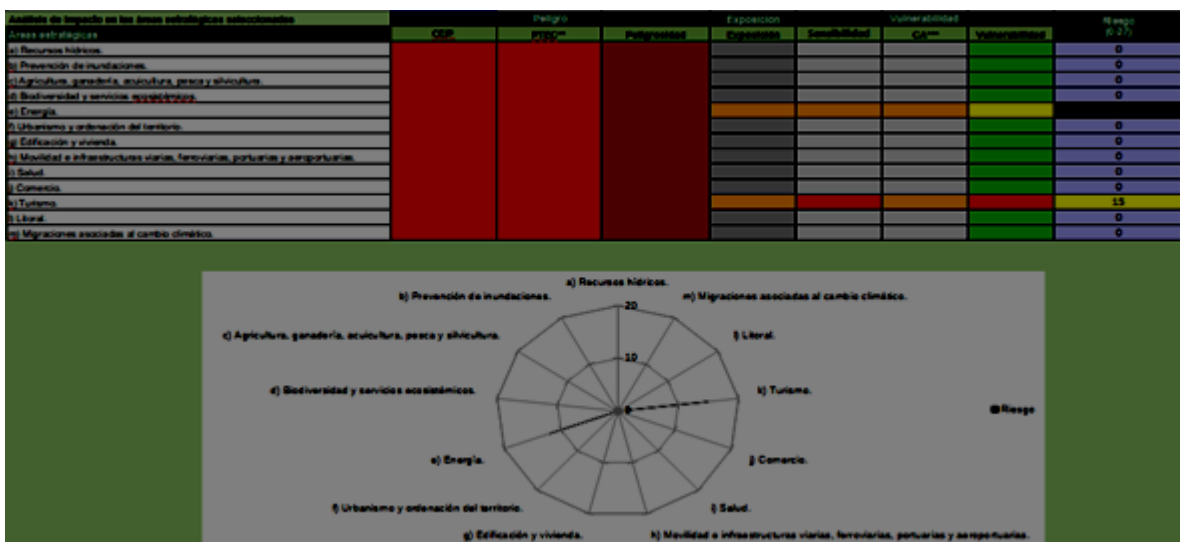 Análisis de impacto en las áreas estratégicas seleccionadas Peligro Exposición Vulnerabilidad Riesgo
Areas estratégicas Peligrosidad Exposición Sensibilidad CA*** Vulnerabilidad (0-27)
a) Recursos hídricos. 0
b) Prevención de inundaciones. 0
c) Agricultura, ganadería, acuicultura, pesca y silvicultura. 0
d) Biodiversidad y servicios ecosistémicos. 0
e) Energía.
f) Urbanismo y ordenación del territorio. 0
g) Edificación y vivienda. 0
h) Movilidad e infraestructuras viarias, ferroviarias, portuarias y aeroportuarias. 0
i) Salud. 0
j) Comercio. 0
k) Turismo. 15
l) Litoral. 0
m) Migraciones asociadas al cambio climático. 0
a) Recursos hídricos.
b) Prevención de inundaciones. m) Migraciones asociadas al cambio climático.
20
c) Agricultura, ganadería, acuicultura, pesca y silvicultura. l) Litoral.
10
d) Biodiversidad y servicios ecosistémicos. k) Turismo.
0 Riesgo
e) Energía. j) Comercio.
f) Urbanismo y ordenación del territorio. i) Salud.
g) Edificación y vivienda. h) Movilidad e infraestructuras viarias, ferroviarias, portuarias y aeroportuarias.